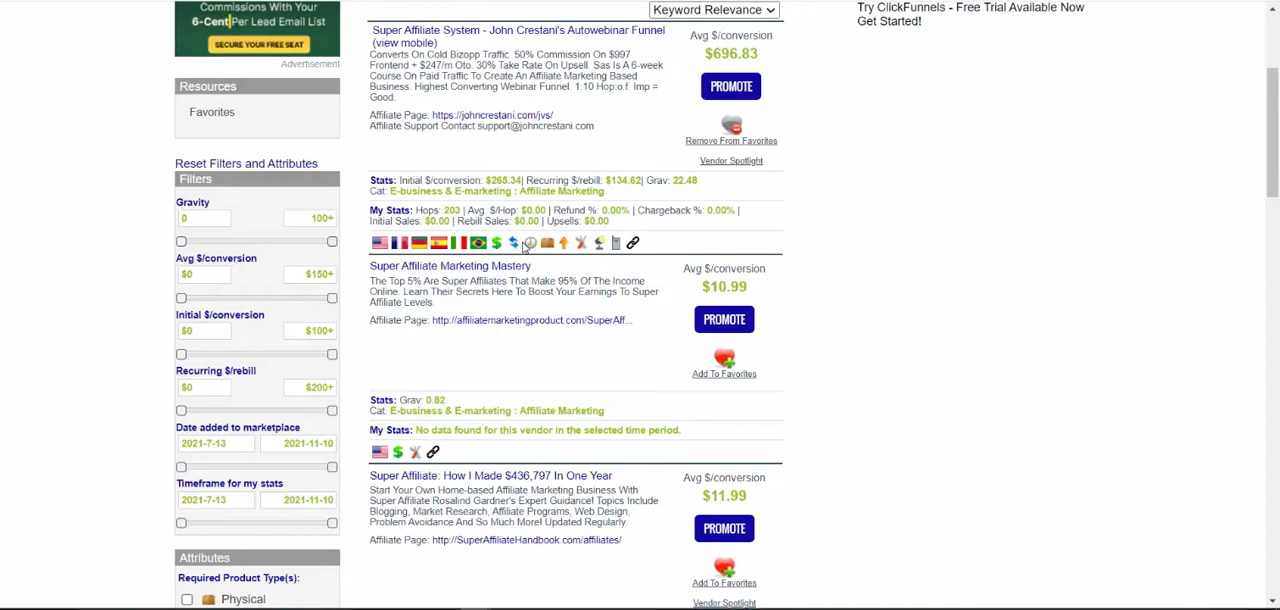 Commissions With Your
6-Cent Per Lead Email List
SECURE YOUR FREE SEAT
Advertisement
Resources
Favorites
Reset Filters and Attributes
Filters
Gravity
0 100+
Avg $/conversion
$0 $150+
Initial $/conversion
$0 $100+
Recurring $/rebill
$0 $200+
Date added to marketplace
2021-7-13 2021-11-10
Timeframe for my stats
2021-7-13 2021-11-10
Attributes
Required Product Type(s):
Physical
Keyword Relevance
Super Affiliate System - John Crestani's Autowebinar Funnel
(view mobile)
Converts On Cold Bizopp Traffic. 50% Commission On $997
Frontend + $247/m Oto. 30% Take Rate On Upsell. Sas Is A 6-week
Course On Paid Traffic To Create An Affiliate Marketing Based
Business. Highest Converting Webinar Funnel. 1:10 Hop:o.f. Imp =
Good.
Affiliate Page: https://johncrestani.com/jvs/
Affiliate Support Contact:support@johncrestani.com
Avg $/conversion
$696.83
PROMOTE
Remove From Favorites
Vendor Spotlight
Stats: Initial $/conversion: $265.34| Recurring $/rebill: $134.62| Grav: 22.48
Cat: E-business & E-marketing : Affiliate Marketing
My Stats: Hops: 203 | Avg. $/Hop: $0.00 | Refund %: 0.00% | Chargeback %: 0.00% |
Initial Sales: $0.00 | Rebill Sales: $0.00 | Upsells: $0.00
Super Affiliate Marketing Mastery
The Top 5% Are Super Affiliates That Make 95% Of The Income
Online. Learn Their Secrets Here To Boost Your Earnings To Super
Affiliate Levels.
Affiliate Page: http://affiliatemarketingproduct.com/SuperAff...
Avg $/conversion
$10.99
PROMOTE
Add To Favorites
Stats: Grav: 0.82
Cat: E-business & E-marketing : Affiliate Marketing
My Stats: No data found for this vendor in the selected time period.
Super Affiliate: How I Made $436,797 In One Year
Start Your Own Home-based Affiliate Marketing Business With
Super Affiliate Rosalind Gardner's Expert Guidance! Topics Include
Blogging, Market Research, Affiliate Programs, Web Design,
Problem Avoidance And So Much More! Updated Regularly.
Affiliate Page: http://SuperAffiliateHandbook.com/affiliates/
Avg $/conversion
$11.99
PROMOTE
Add To Favorites
Vendor Spotlight
Try ClickFunnels - Free Trial Available Now
Get Started!